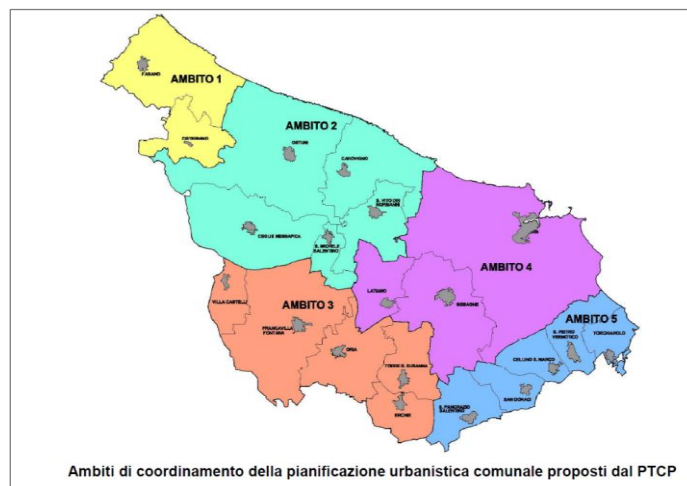 AMBITO 1
FASANO
CISTERNINO
AMBITO 2
OSTUNI
CAROVIGNO
S. VITO DEI
NORMANNI
CEGLIE MESSAPICA
S. MICHELE
SALENTINO
AMBITO 4
LATIANO
MESAGNE
AMBITO 3
VILLA CASTELLI
FRANCAVILLA
FONTANA
ORIA
TORRE S. SUSANNA
ERCHIE
AMBITO 5
S. PIETRO
VERNOTICO
TORCHIAROLO
CELLINO S. MARCO
SAN DONACI
S. PANCRAZIO
SALENTINO
Ambiti di coordinamento della pianificazione urbanistica comunale proposti dal PTCP